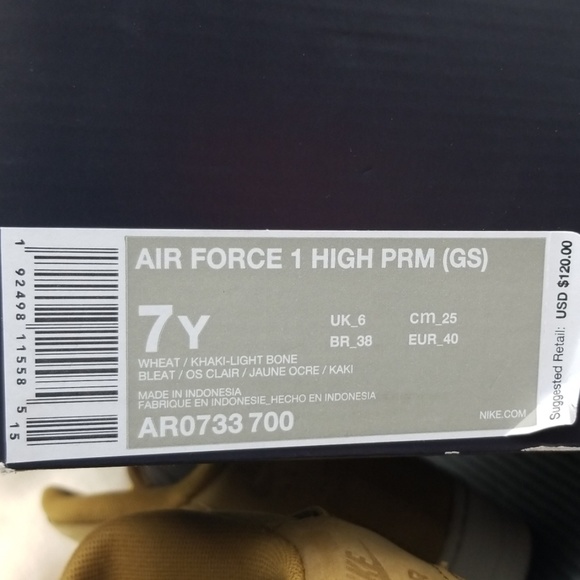 AIR FORCE 1 HIGH PRM (GS)
7Y
UK_6 cm_25
BR_38 EUR_40
WHEAT / KHAKI-LIGHT BONE
BLEAT / OS CLAIR / JAUNE OCRE / KAKI
MADE IN INDONESIA
FABRIQUE EN INDONESIE_HECHO EN INDONESIA
AR0733 700
NIKE.COM
Suggested Retail: USD $120.00
1 92498 11558 5 15
NIKE